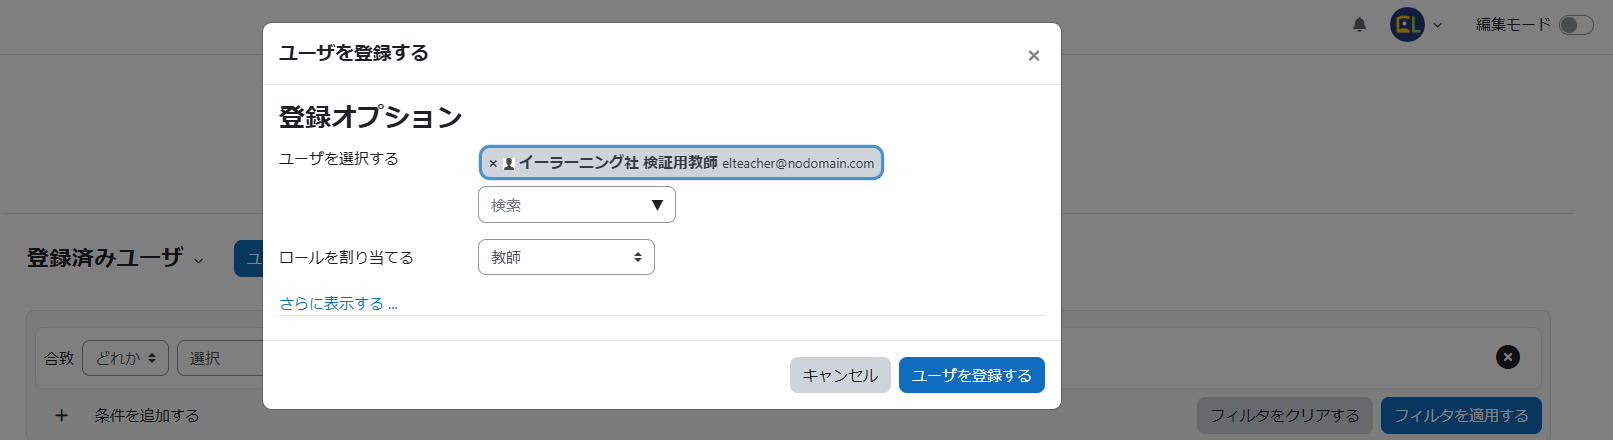 編集モード
ユーザを登録する
×
登録オプション
ユーザを選択する
× イーラーニング社 検証用教師 elteacher@nodomain.com
検索 ▼
ロールを割り当てる
教師
さらに表示する ...
キャンセル
ユーザを登録する
登録済みユーザ
ユ
合致
どれか
選択
+ 条件を追加する
フィルタをクリアする
フィルタを適用する